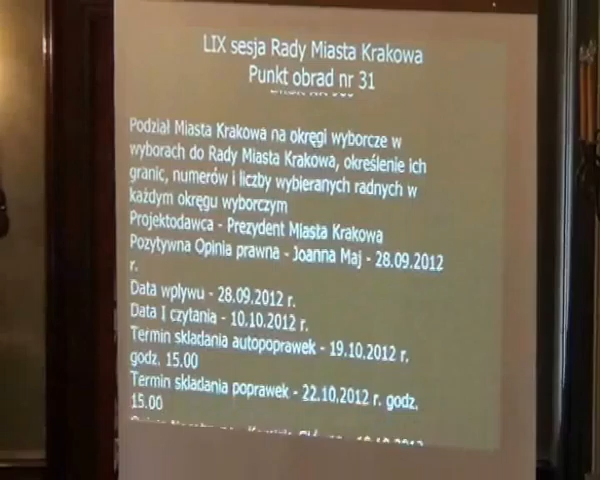 LIX sesja Rady Miasta Krakowa
Punkt obrad nr 31
Podział Miasta Krakowa na okręgi wyborcze w
wyborach do Rady Miasta Krakowa, określenie ich
granic, numerów i liczby wybieranych radnych w
każdym okręgu wyborczym
Projektodawca - Prezydent Miasta Krakowa
Pozytywna Opinia prawna - Joanna Maj - 28.09.2012
r.
Data wpływu - 28.09.2012 r.
Data I czytania - 10.10.2012 r.
Termin składania autopoprawek - 19.10.2012 r.
godz. 15.00
Termin składania poprawek - 22.10.2012 r. godz.
15.00